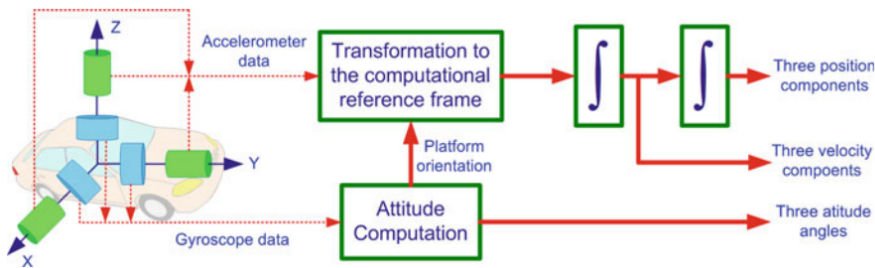 Z
Accelerometer
data
Transformation to
the computational
reference frame
∫
∫
Three position
components
Platform
orientation
Y
Three velocity
compoents
Attitude
Computation
Gyroscope data
Three atitude
angles
X